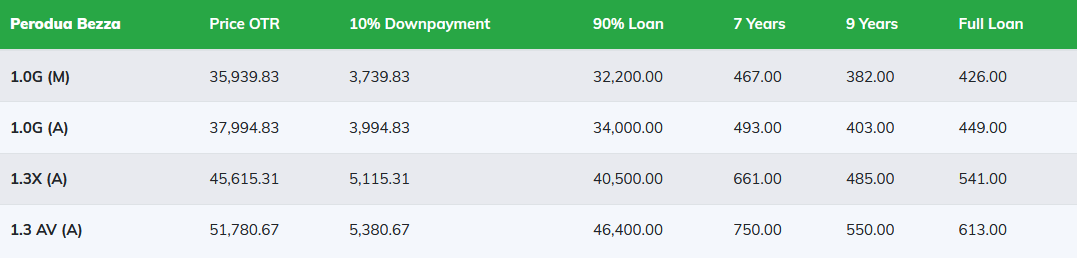 Perodua Bezza Price OTR 10% Downpayment 90% Loan 7 Years 9 Years Full Loan
1.0G (M) 35,939.83 3,739.83 32,200.00 467.00 382.00 426.00
1.0G (A) 37,994.83 3,994.83 34,000.00 493.00 403.00 449.00
1.3X (A) 45,615.31 5,115.31 40,500.00 661.00 485.00 541.00
1.3 AV (A) 51,780.67 5,380.67 46,400.00 750.00 550.00 613.00